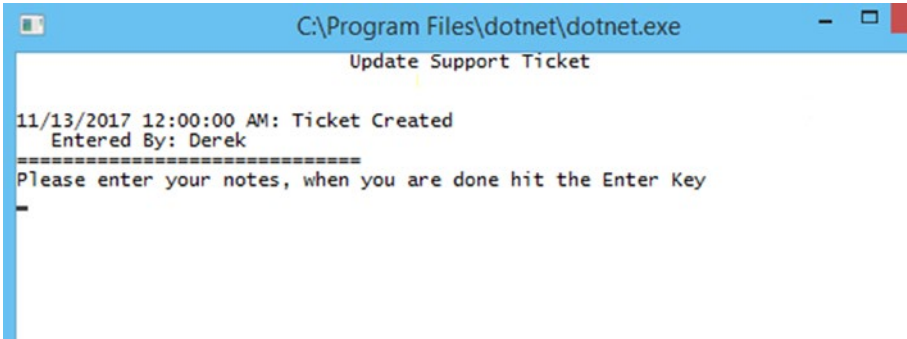 C:\Program Files\dotnet\dotnet.exe
Update Support Ticket
11/13/2017 12:00:00 AM: Ticket Created
Entered By: Derek
==============================
Please enter your notes, when you are done hit the Enter Key